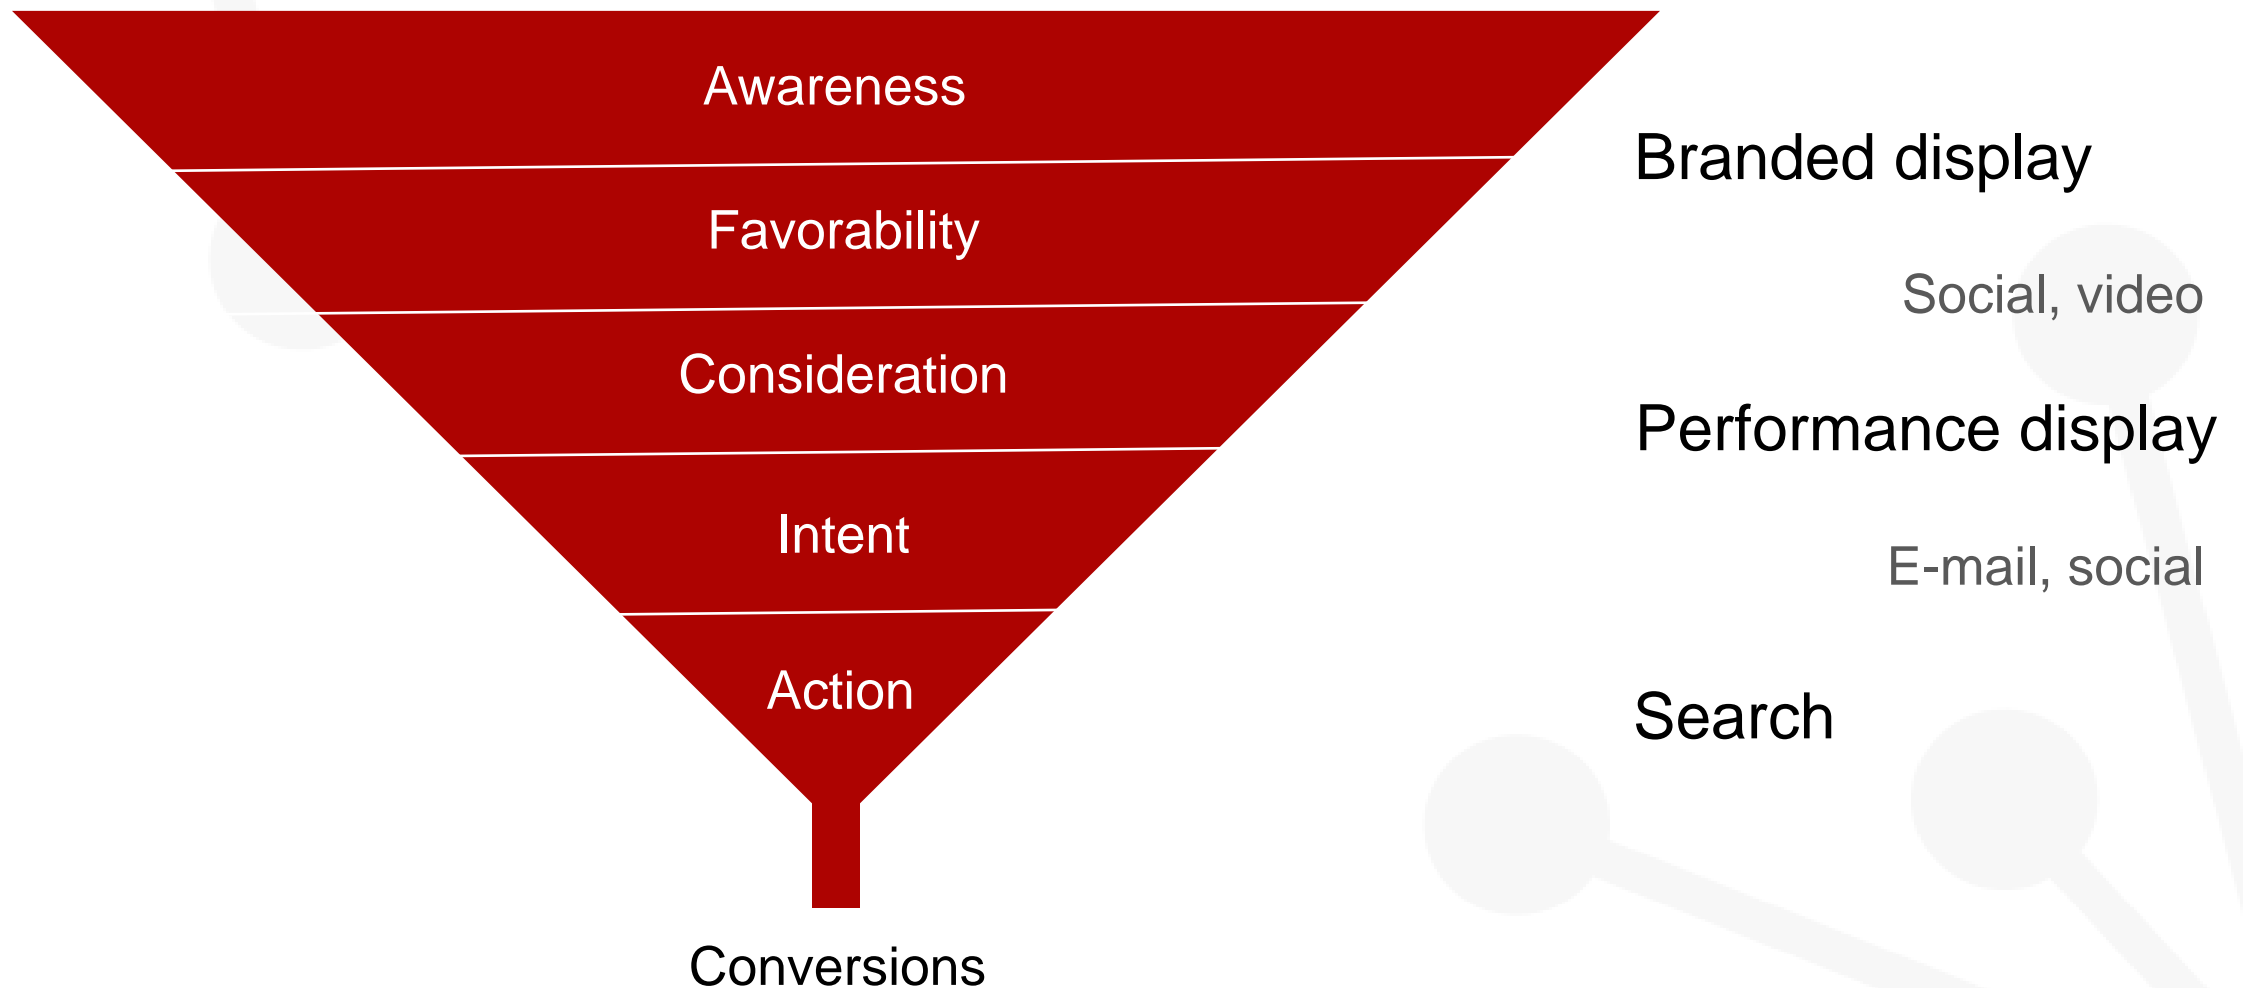 Awareness
Branded display
Favorability
Social, video
Consideration
Performance display
Intent
E-mail, social
Action
Search
Conversions